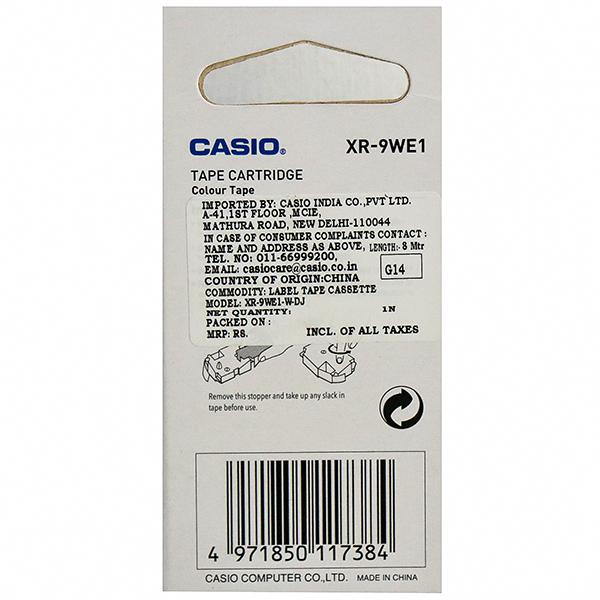 CASIO® XR-9WE1
TAPE CARTRIDGE
Colour Tape
IMPORTED BY: CASIO INDIA CO.,PVT LTD.
A-41,1ST FLOOR ,MCIE,
MATHURA ROAD, NEW DELHI-110044
IN CASE OF CONSUMER COMPLAINTS CONTACT :
NAME AND ADDRESS AS ABOVE, LENGTH:- 8 Mtr
TEL. NO: 011-66999200,
EMAIL: casiocare@casio.co.in G14
COUNTRY OF ORIGIN:CHINA
COMMODITY: LABEL TAPE CASSETTE
MODEL: XR-9WE1-W-DJ
NET QUANTITY: 1N
PACKED ON :
MRP: RS. INCL. OF ALL TAXES
Remove this stopper and take up any slack in
tape before use.
4 971850 117384
CASIO COMPUTER CO.,LTD. MADE IN CHINA